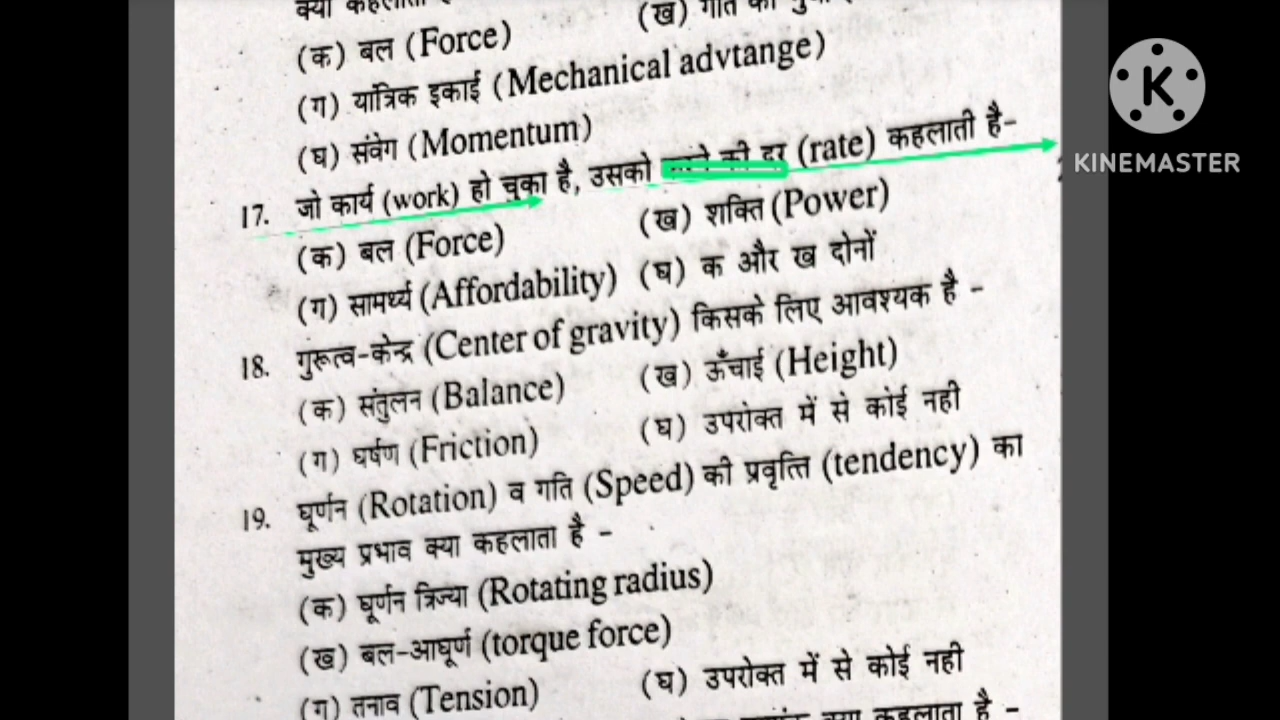 क्या कहलाता
(ख) गति का
(क) बल (Force)
(ग) यांत्रिक इकाई (Mechanical advtange)
(घ) संवेग (Momentum)
17. जो कार्य (work) हो चुका है, उसको की दर (rate) कहलाती है-
(क) बल (Force) (ख) शक्ति (Power)
(ग) सामर्थ्य (Affordability) (घ) क और ख दोनों
18. गुरूत्व-केन्द्र (Center of gravity) किसके लिए आवश्यक है -
(क) संतुलन (Balance) (ख) ऊँचाई (Height)
(ग) घर्षण (Friction) (घ) उपरोक्त में से कोई नही
19. घूर्णन (Rotation) व गति (Speed) की प्रवृत्ति (tendency) का
मुख्य प्रभाव क्या कहलाता है -
(क) घूर्णन त्रिज्या (Rotating radius)
(ख) बल-आघूर्ण (torque force)
(ग) तनाव (Tension) (घ) उपरोक्त में से कोई नही
क्या कहलाता है -
K
KINEMASTER